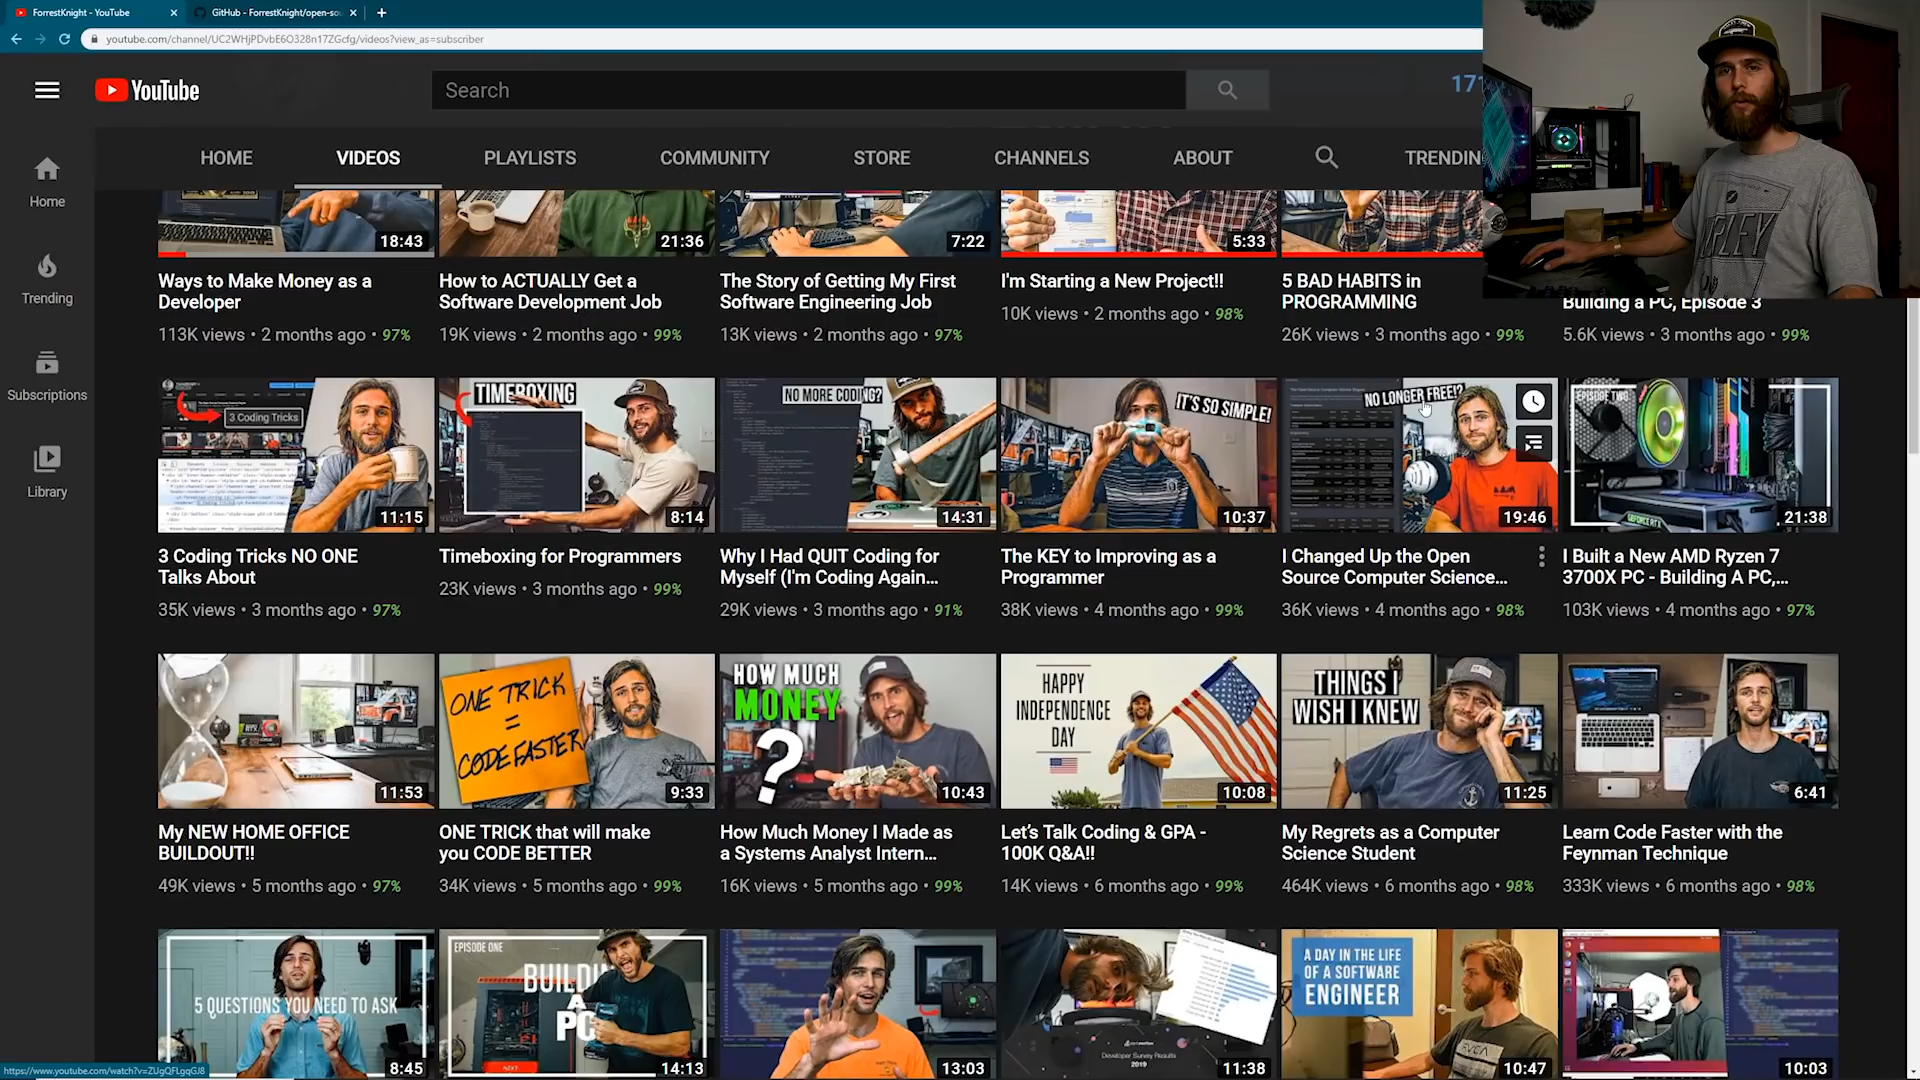 ForrestKnight - YouTube
GitHub - ForrestKnight/open-so
youtube.com/channel/UC2WHjPDvbE6O328n17ZGcfg/videos?view_as=subscriber
YouTube
Search
171
HOME
VIDEOS
PLAYLISTS
COMMUNITY
STORE
CHANNELS
ABOUT
TRENDIN
Home
Trending
Subscriptions
Library
18:43
21:36
7:22
5:33
Ways to Make Money as a
Developer
113K views • 2 months ago • 97%
How to ACTUALLY Get a
Software Development Job
19K views • 2 months ago • 99%
The Story of Getting My First
Software Engineering Job
13K views • 2 months ago • 97%
I'm Starting a New Project!!
10K views • 2 months ago • 98%
5 BAD HABITS in
PROGRAMMING
26K views • 3 months ago • 99%
Building a PC, Episode 3
5.6K views • 3 months ago • 99%
3 Coding Tricks
11:15
TIMEBOXING
8:14
NO MORE CODING?
14:31
IT'S SO SIMPLE!
10:37
NO LONGER FREE!?
19:46
EPISODE TWO
GEFORCE RTX
21:38
3 Coding Tricks NO ONE
Talks About
35K views • 3 months ago • 97%
Timeboxing for Programmers
23K views • 3 months ago • 99%
Why I Had QUIT Coding for
Myself (I'm Coding Again...
29K views • 3 months ago • 91%
The KEY to Improving as a
Programmer
38K views • 4 months ago • 99%
I Changed Up the Open
Source Computer Science...
36K views • 4 months ago • 98%
I Built a New AMD Ryzen 7
3700X PC - Building A PC,...
103K views • 4 months ago • 97%
11:53
ONE TRICK
=
CODE FASTER
9:33
HOW MUCH
MONEY
?
10:43
HAPPY
INDEPENDENCE
DAY
10:08
THINGS I
WISH I KNEW
11:25
6:41
My NEW HOME OFFICE
BUILDOUT!!
49K views • 5 months ago • 97%
ONE TRICK that will make
you CODE BETTER
34K views • 5 months ago • 99%
How Much Money I Made as
a Systems Analyst Intern...
16K views • 5 months ago • 99%
Let's Talk Coding & GPA -
100K Q&A!!
14K views • 6 months ago • 99%
My Regrets as a Computer
Science Student
464K views • 6 months ago • 98%
Learn Code Faster with the
Feynman Technique
333K views • 6 months ago • 98%
5 QUESTIONS YOU NEED TO ASK
8:45
EPISODE ONE
BUILDI
A
PC
14:13
13:03
Developer Survey Results
2019
11:38
A DAY IN THE LIFE
OF A SOFTWARE
ENGINEER
RVCA
10:47
10:03
https://www.youtube.com/watch?v=ZUgQFLgqGJ8